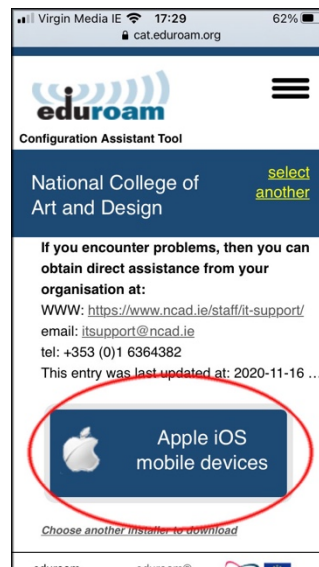 Virgin Media IE 17:29 62%
cat.eduroam.org
eduroam
Configuration Assistant Tool
National College of
Art and Design
select
another
If you encounter problems, then you can
obtain direct assistance from your
organisation at:
WWW: https://www.ncad.ie/staff/it-support/
email: itsupport@ncad.ie
tel: +353 (0)1 6364382
This entry was last updated at: 2020-11-16 ...
Apple iOS
mobile devices
Choose another installer to download
eduroam eduroam®